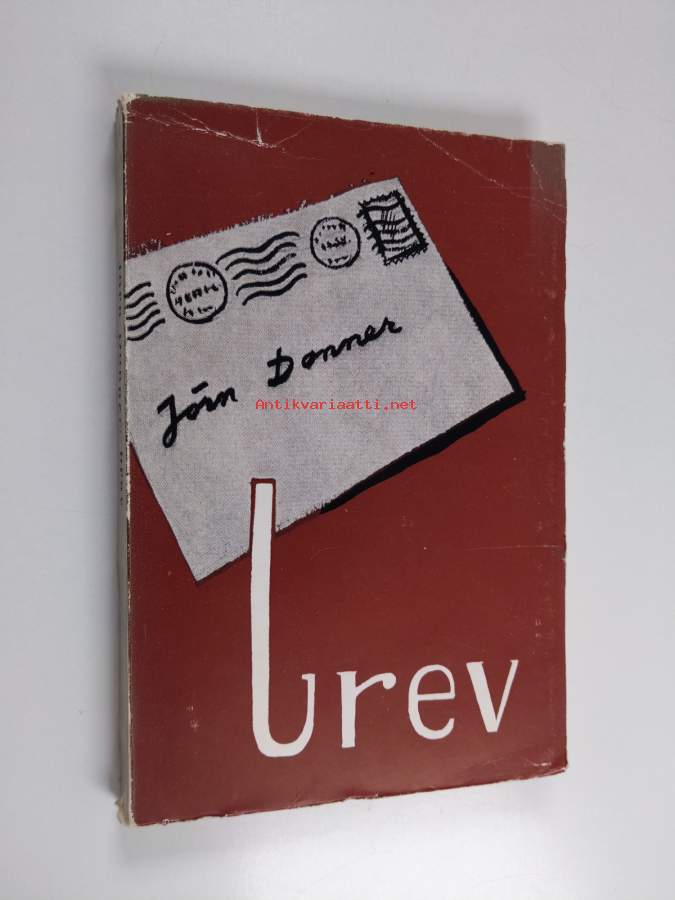 Jörn Donner
Antikvariaatti.net
brev